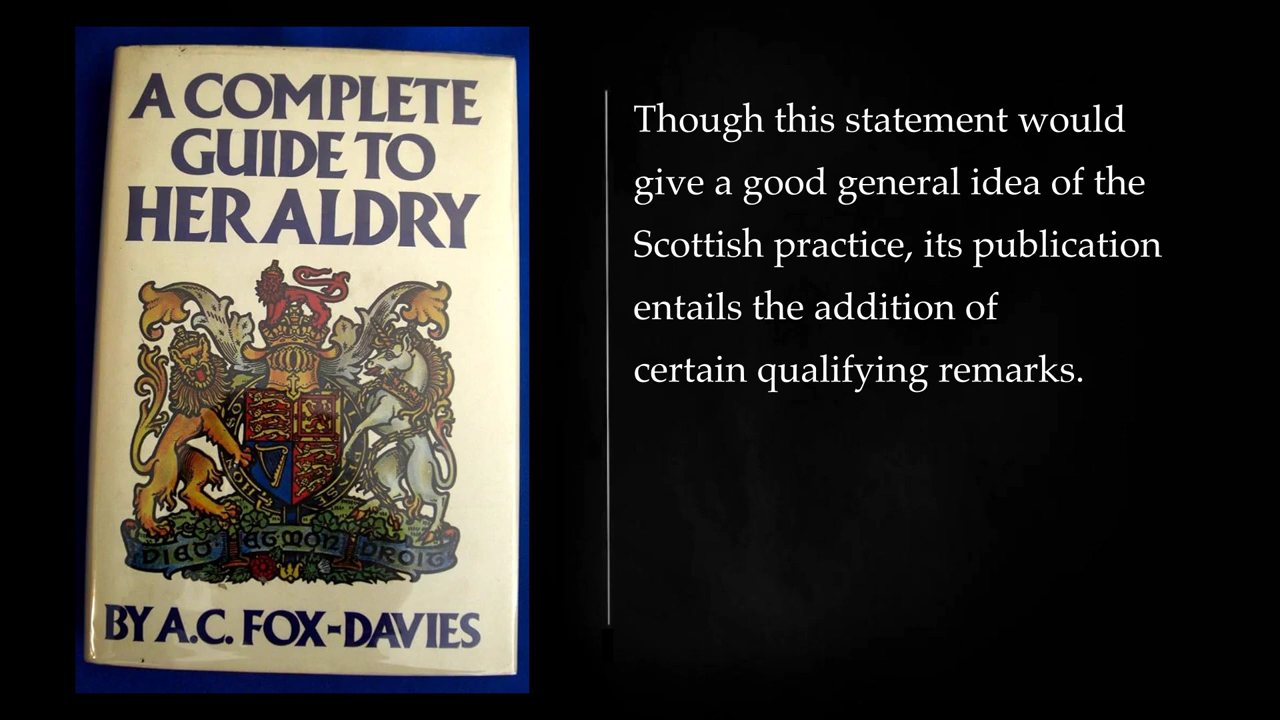 A COMPLETE
GUIDE TO
HERALDRY
DIEU ET MON DROIT
BY A.C. FOX-DAVIES
Though this statement would
give a good general idea of the
Scottish practice, its publication
entails the addition of
certain qualifying remarks.